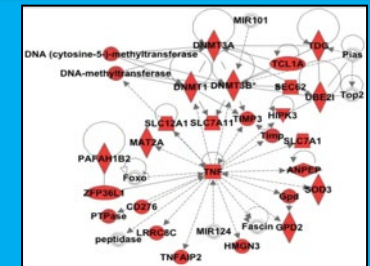 MIR101
DNMT3A
TDG
DNA (cytosine-5-)-methyltransferase
Pias
TCL1A
DNA-methyltransferase
DNMT1
DNMT3B*
SEC62
UBE2I
Top2
SLC12A1
SLC7A11
TIMP3
HIPK3
MAT2A
Timp
SLC7A1
PAFAH1B2
Foxo
TNF
ANPEP
ZFP36L1
Gpd
SOD3
PTPase
CD276
peptidase
LRRC8C
MIR124
Fascin
GPD2
HMGN3
TNFAIP2